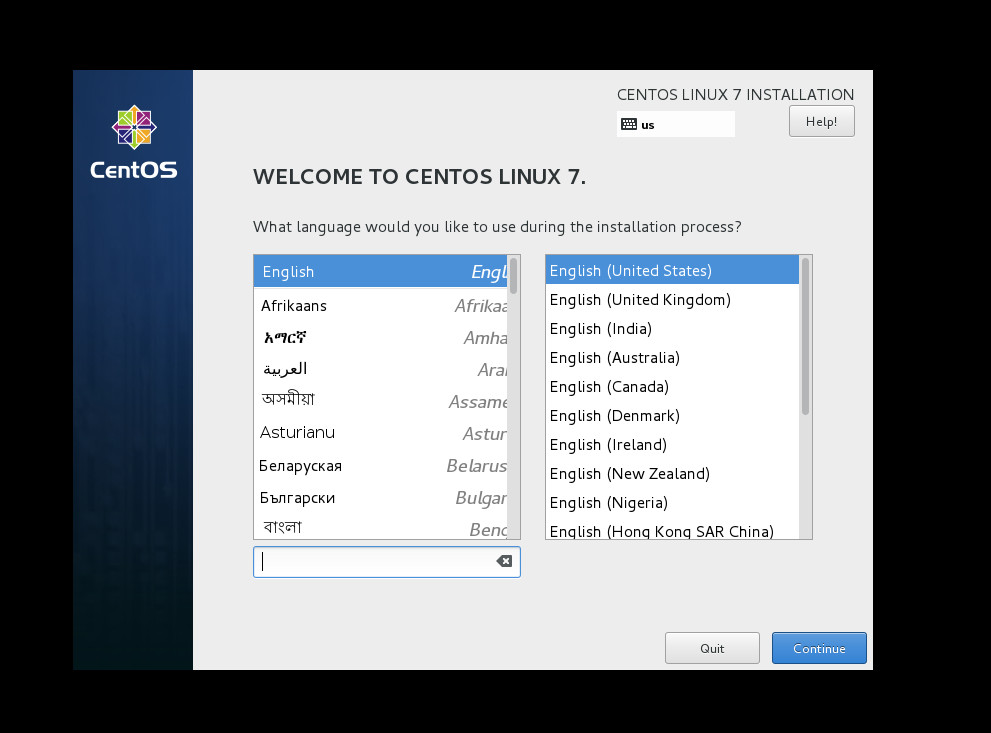 CentOS
CENTOS LINUX 7 INSTALLATION
us
Help!
WELCOME TO CENTOS LINUX 7.
What language would you like to use during the installation process?
English Engl
Afrikaans Afrikaa
አማርኛ Amha
العربية Ara
অসমীয়া Assame
Asturianu Astur
Беларуская Belarus
Български Bulgar
বাংলা Beng
English (United States)
English (United Kingdom)
English (India)
English (Australia)
English (Canada)
English (Denmark)
English (Ireland)
English (New Zealand)
English (Nigeria)
English (Hong Kong SAR China)
Quit
Continue